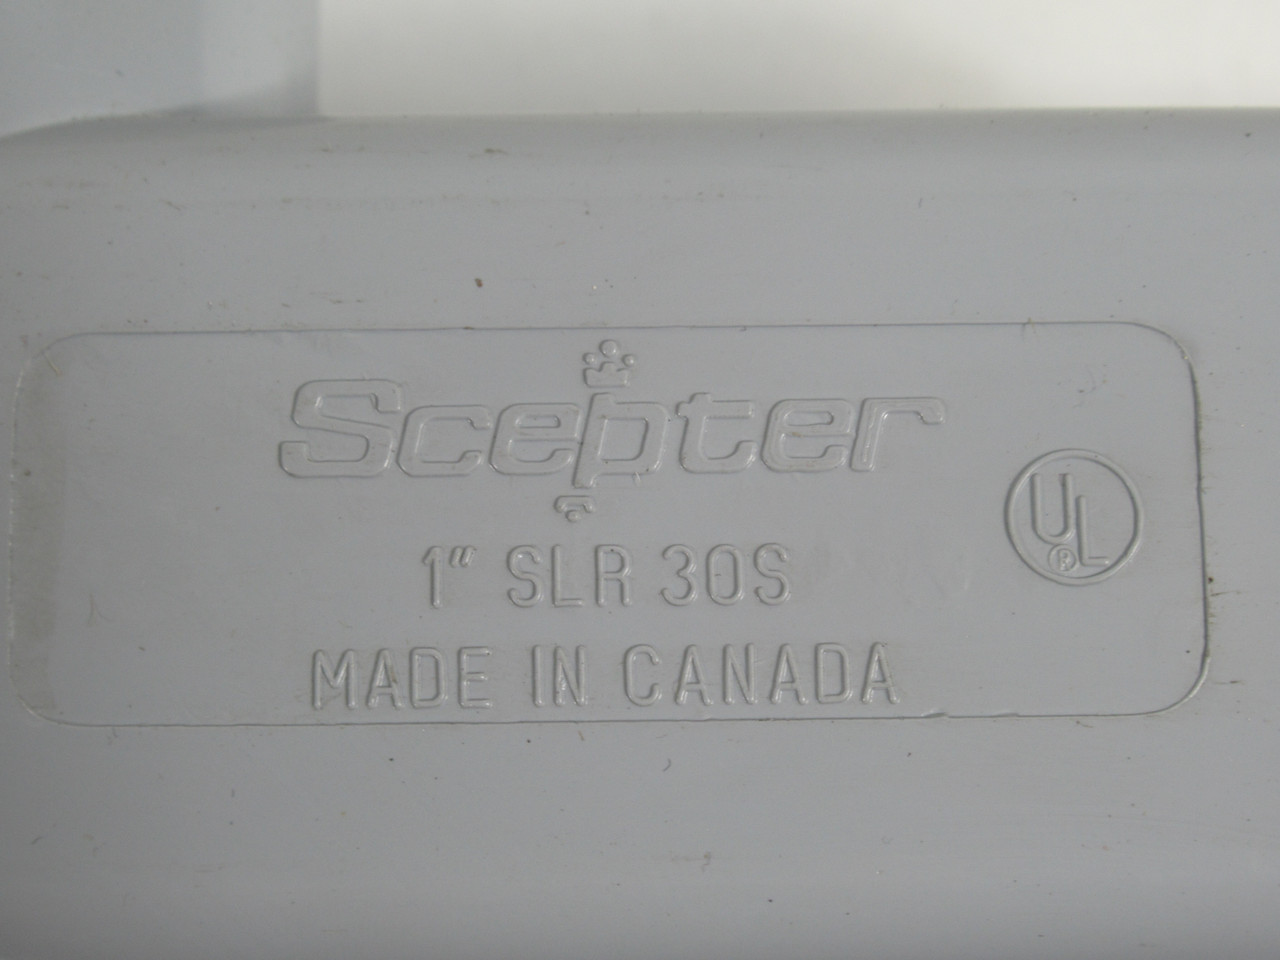 Scepter
1" SLR 30S
MADE IN CANADA
UL®